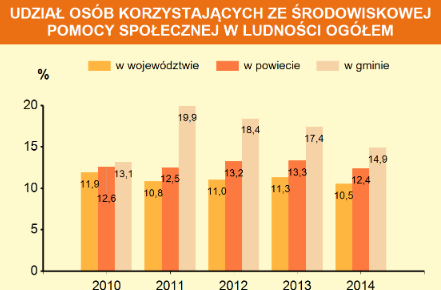 UDZIAŁ OSÓB KORZYSTAJĄCYCH ZE ŚRODOWISKOWEJ
POMOCY SPOŁECZNEJ W LUDNOŚCI OGÓŁEM
%
w województwie w powiecie w gminie
20
15
10
5
0
11,9 12,6 13,1
10,8 12,5 19,9
11,0 13,2 18,4
11,3 13,3 17,4
10,5 12,4 14,9
2010 2011 2012 2013 2014